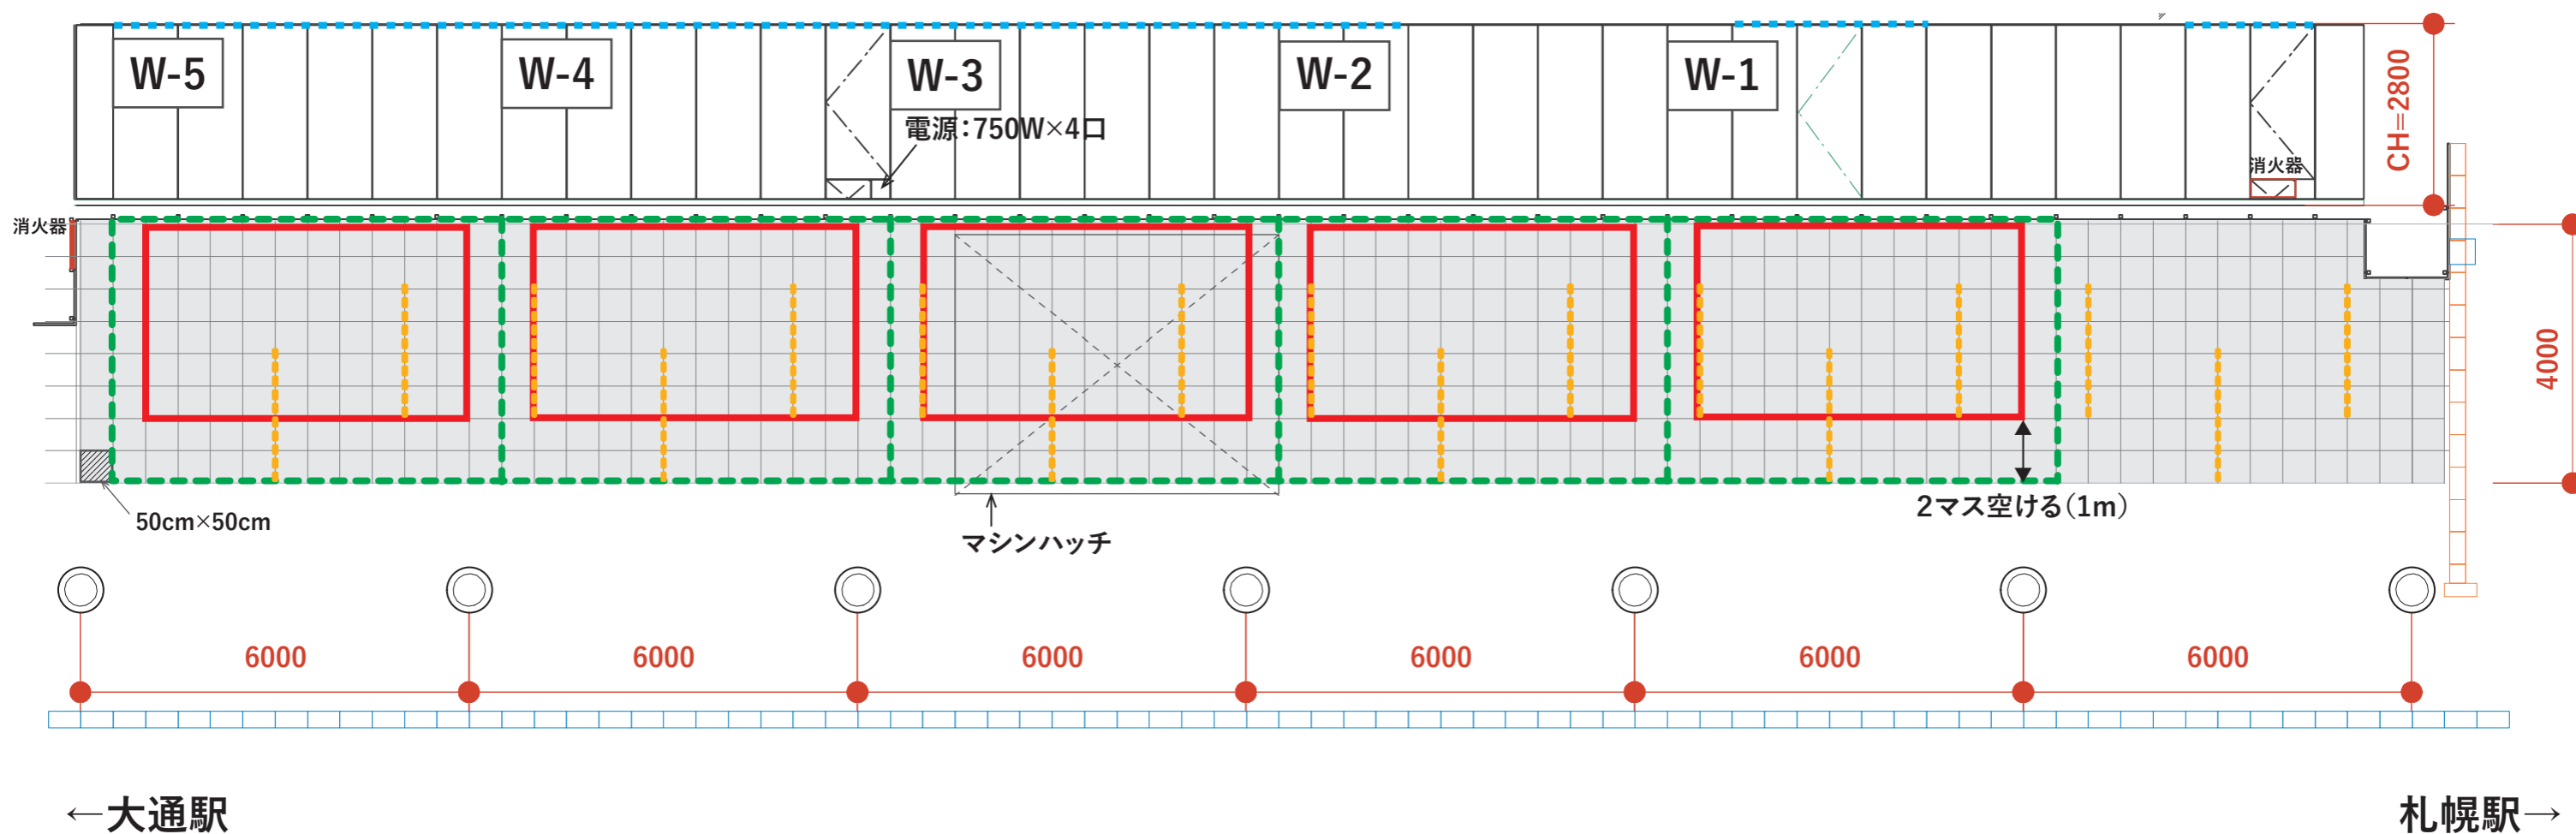 W-5
W-4
W-3
W-2
W-1
電源：750W×4口
CH=2800
消火器
消火器
4000
50cm×50cm
マシンハッチ
2マス空ける（1m）
6000
6000
6000
6000
6000
6000
←大通駅
札幌駅→